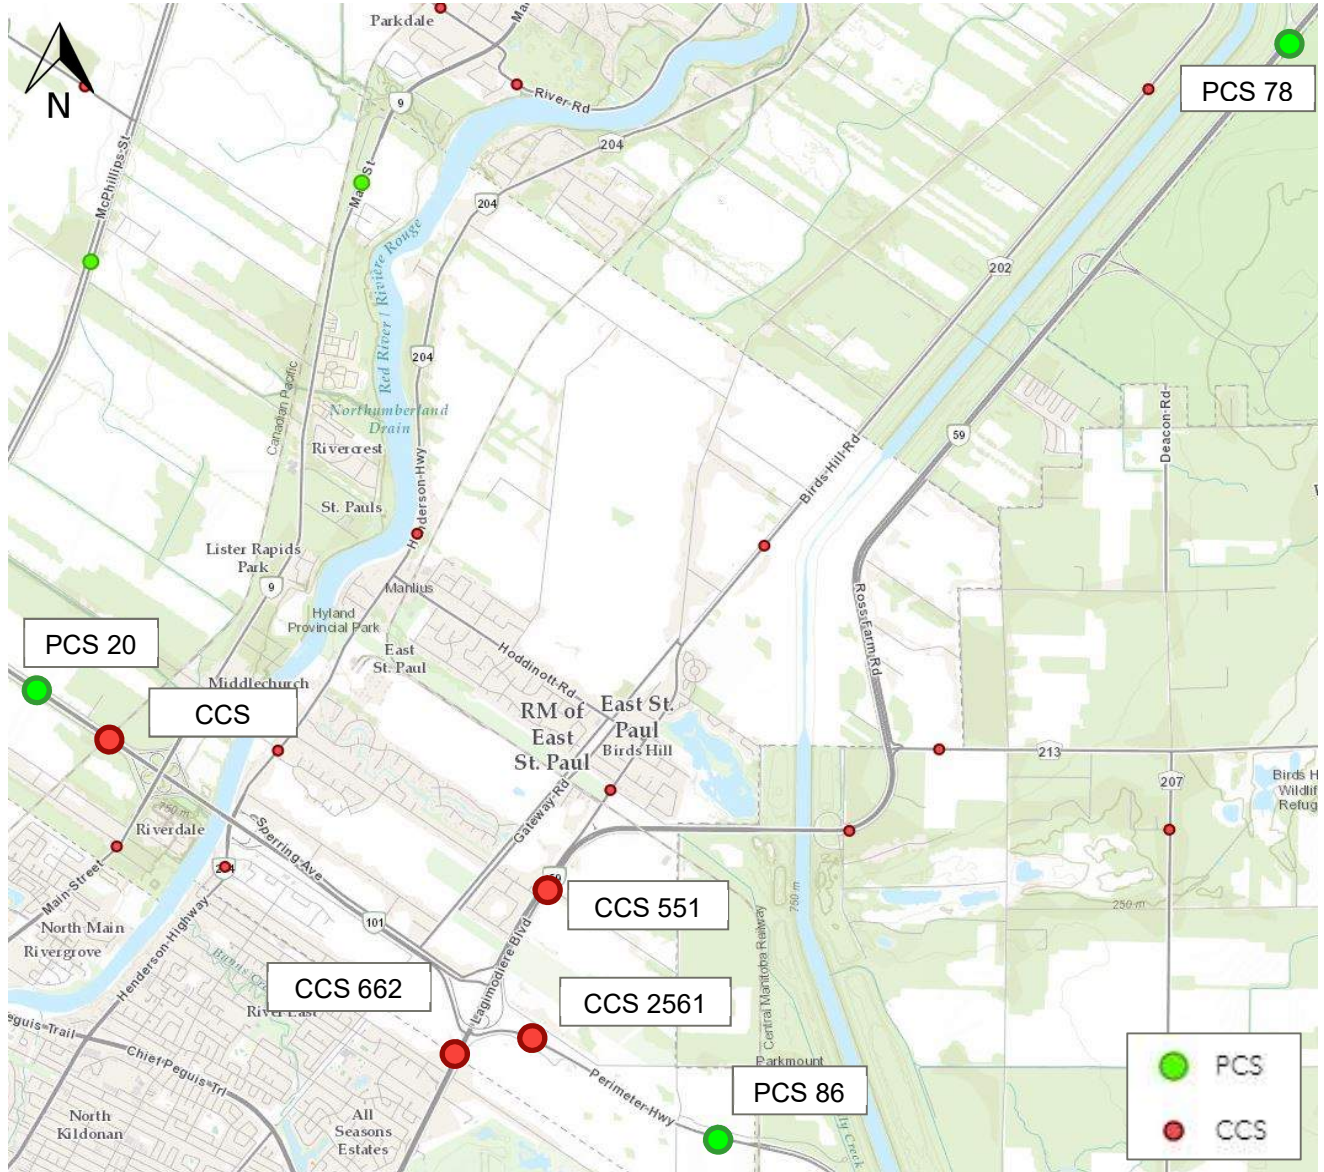 Parkdale
N
9
River-Rd
PCS 78
McPhillips-St
204
204
Red River / Rivière Rouge
202
Canadian Pacific
204
Northumberland
Drain
Rivercrest
59
Deacon-Rd
Birds-Hill-Rd
St. Pauls
Lister Rapids
Park
9
Manlius
Hyland
Provincial Park
Ross-Farm-Rd
PCS 20
East
St. Paul
Hoddinott-Rd
Middlechurch
CCS
RM of
East
St. Paul
East St.
Paul
Birds Hill
213
207
Gateway-Rd
Riverdale
Sperring-Ave
Main-Street
CCS 551
250 m
North Main
Rivergrove
101
Henderson-Highway
Lagimodiere-Blvd
CCS 662
CCS 2561
Central Manitoba Railway
Chief-Peguis-Trl
Perimeter-Hwy
Parkmount
PCS 86
North
Kildonan
All
Seasons
Estates
PCS
CCS